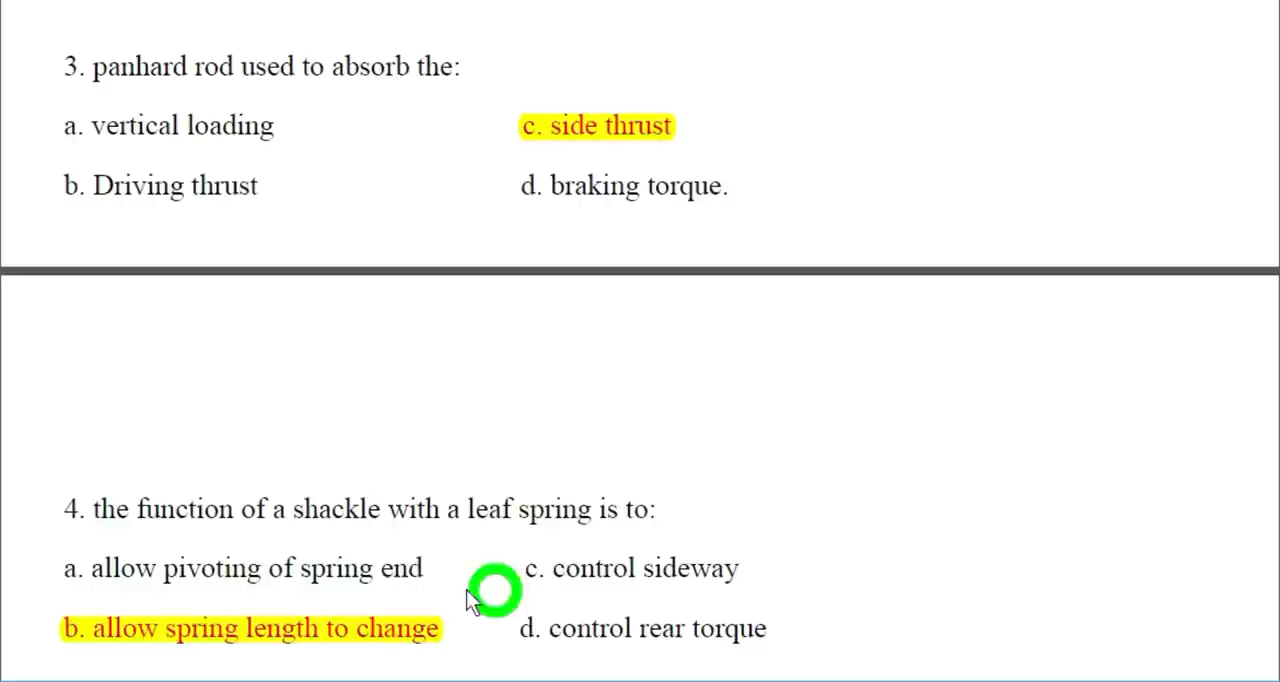 3. panhard rod used to absorb the:
a. vertical loading
c. side thrust
b. Driving thrust
d. braking torque.
4. the function of a shackle with a leaf spring is to:
a. allow pivoting of spring end
c. control sideway
b. allow spring length to change
d. control rear torque